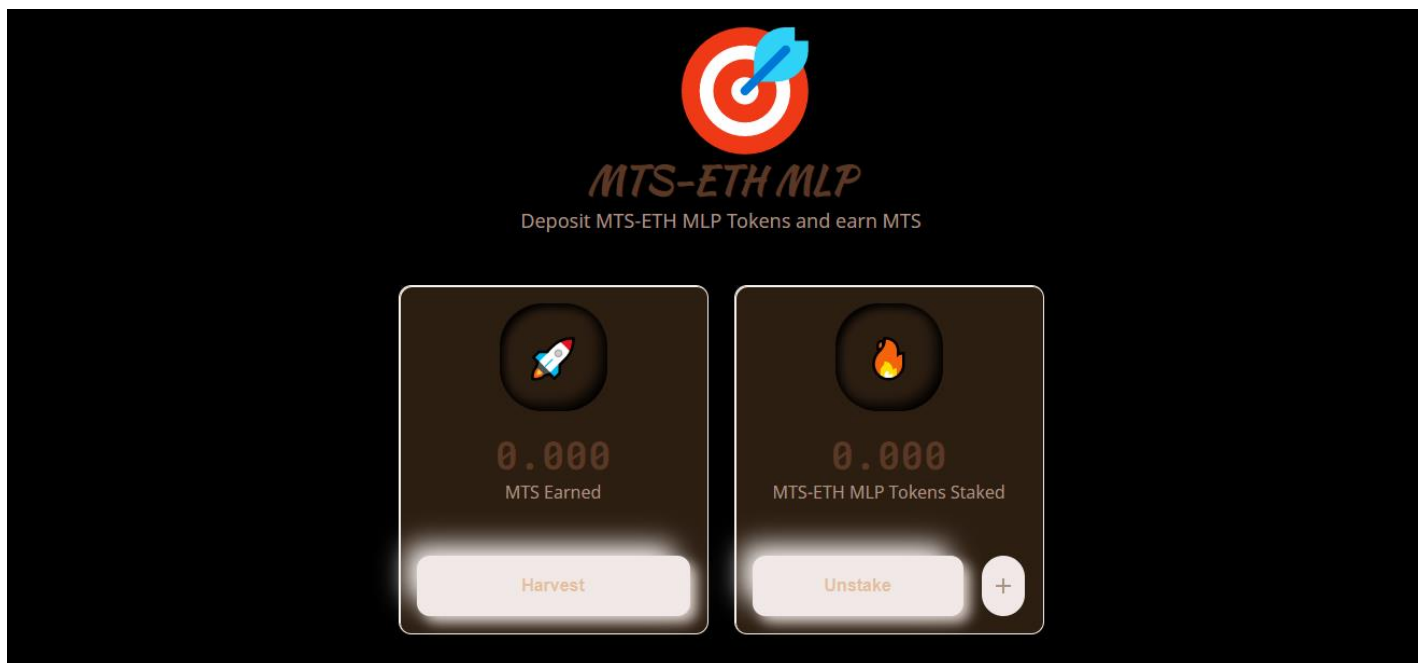 MTS-ETH MLP
Deposit MTS-ETH MLP Tokens and earn MTS
0.000
MTS Earned
Harvest
0.000
MTS-ETH MLP Tokens Staked
Unstake
+